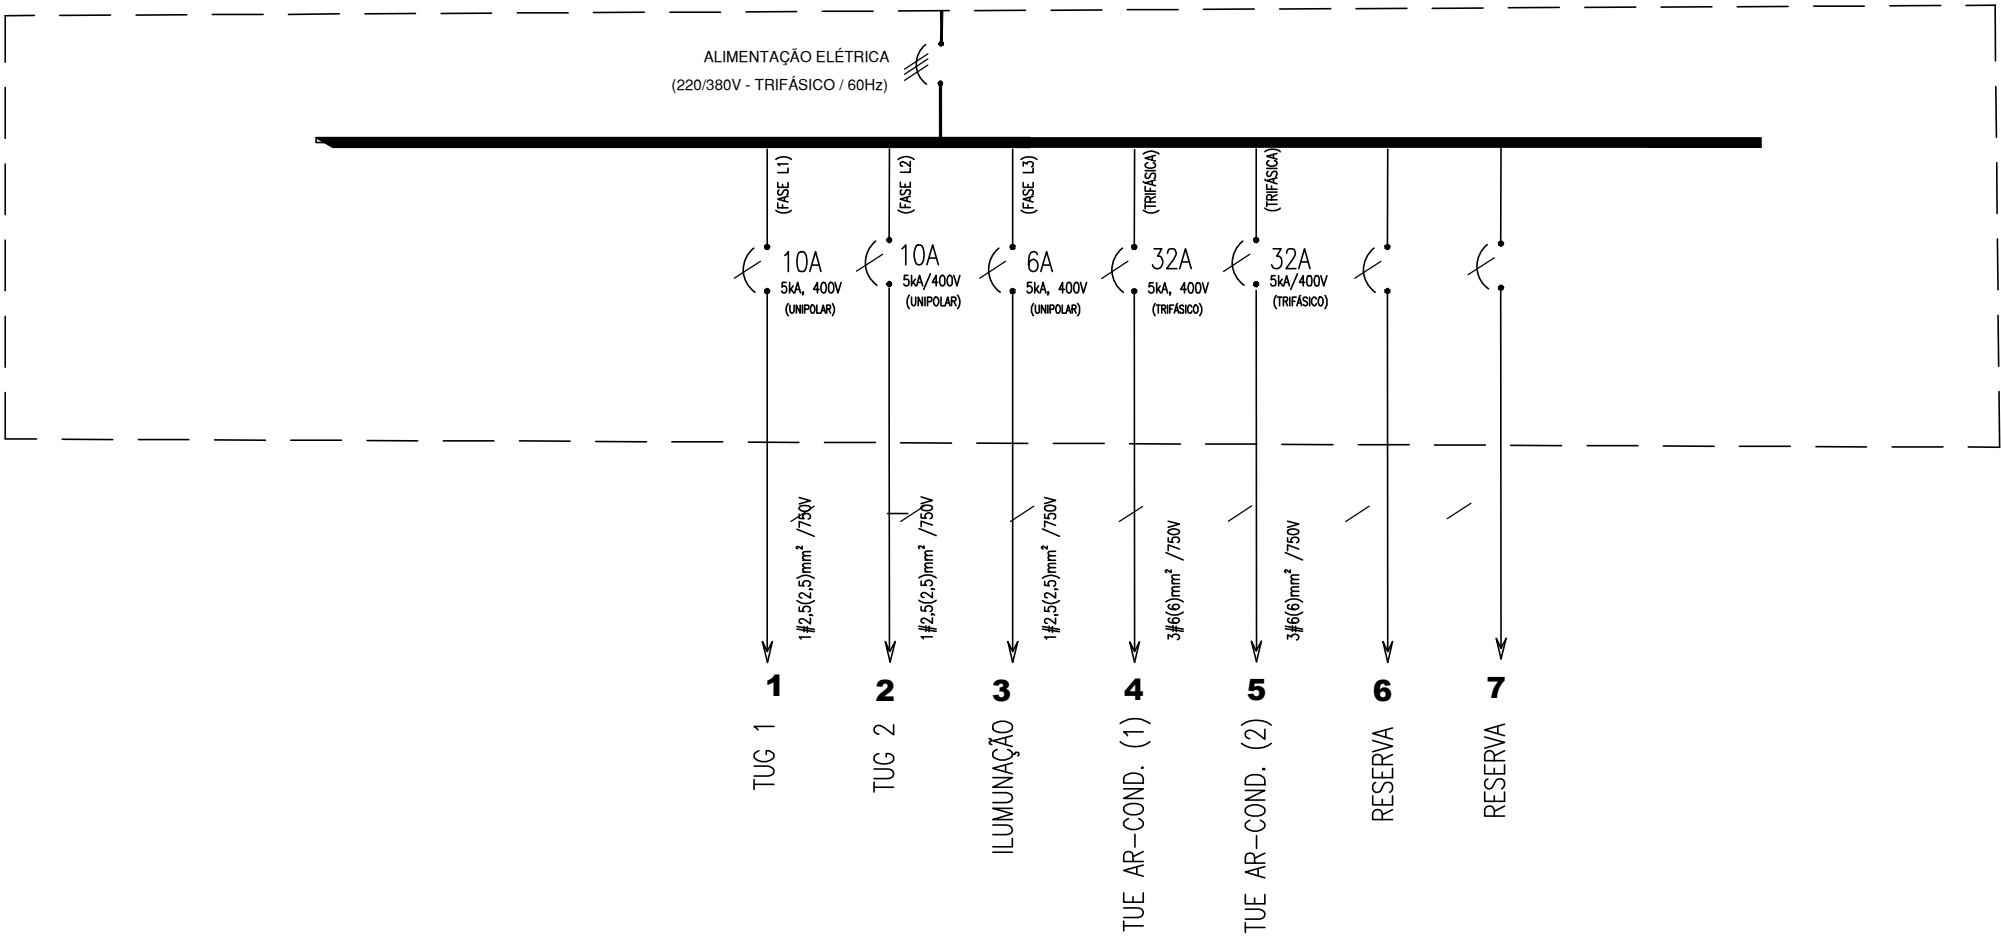 ALIMENTAÇÃO ELÉTRICA
(220/380V - TRIFÁSICO / 60Hz)
(FASE L1)
(FASE L2)
(FASE L3)
(TRIFÁSICA)
(TRIFÁSICA)
10A
5kA, 400V
(UNIPOLAR)
10A
5kA/400V
(UNIPOLAR)
6A
5kA, 400V
(UNIPOLAR)
32A
5kA, 400V
(TRIFÁSICO)
32A
5kA/400V
(TRIFÁSICO)
1#2,5(2,5)mm² /750V
1#2,5(2,5)mm² /750V
1#2,5(2,5)mm² /750V
3#6(6)mm² /750V
3#6(6)mm² /750V
1
2
3
4
5
6
7
TUG 1
TUG 2
ILUMUNAÇÃO
TUE AR-COND. (1)
TUE AR-COND. (2)
RESERVA
RESERVA